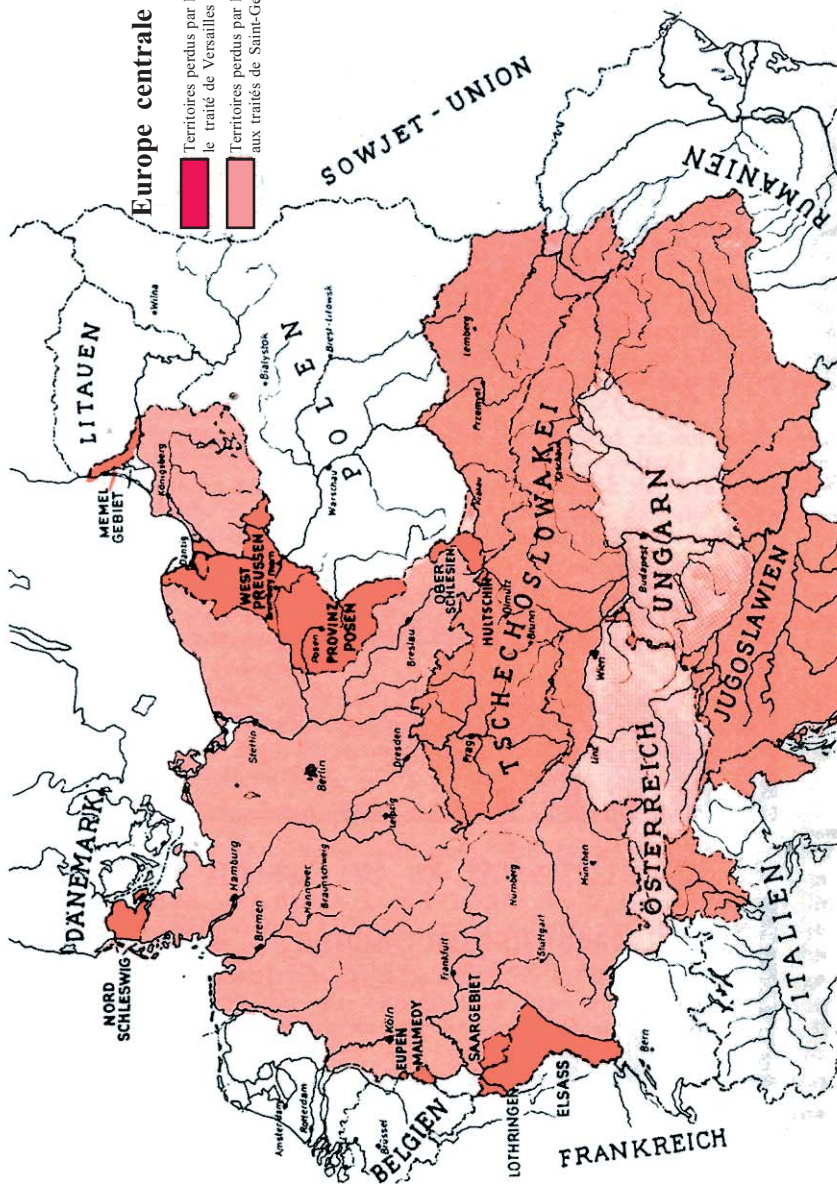 Europe centrale
Territoires perdus par
le traité de Versailles
Territoires perdus par
aux traités de
SOWJET - UNION
LITAUEN
Wilna
MEMEL
GEBIET
Königsberg
Danzig
Bialystok
Brest-Litowsk
POLEN
Warschau
WEST
PREUSSEN
Thorn
Posen
PROVINZ
POSEN
DÄNEMARK
NORD
SCHLESWIG
Stettin
Hamburg
Bremen
Berlin
Hannover
Braunschweig
Leipzig
Dresden
Breslau
OBER
SCHLESIEN
HULTSCHIN
Olmütz
Brünn
Krakau
Przemysl
Lemberg
Kaschau
TSCHECHOSLOWAKEI
Prag
Amsterdam
Rotterdam
Brüssel
BELGIEN
Köln
EUPEN
MALMEDY
Frankfurt
SAARGEBIET
LOTHRINGEN
ELSASS
Nürnberg
Stuttgart
München
Linz
Wien
Budapest
UNGARN
ÖSTERREICH
RUMANIEN
JUGOSLAWIEN
ITALIEN
Bern
FRANKREICH